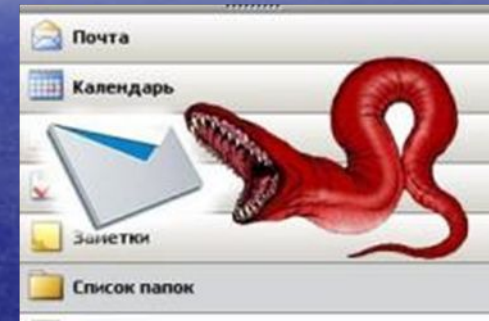 Почта
Календарь
Заметки
Список папок